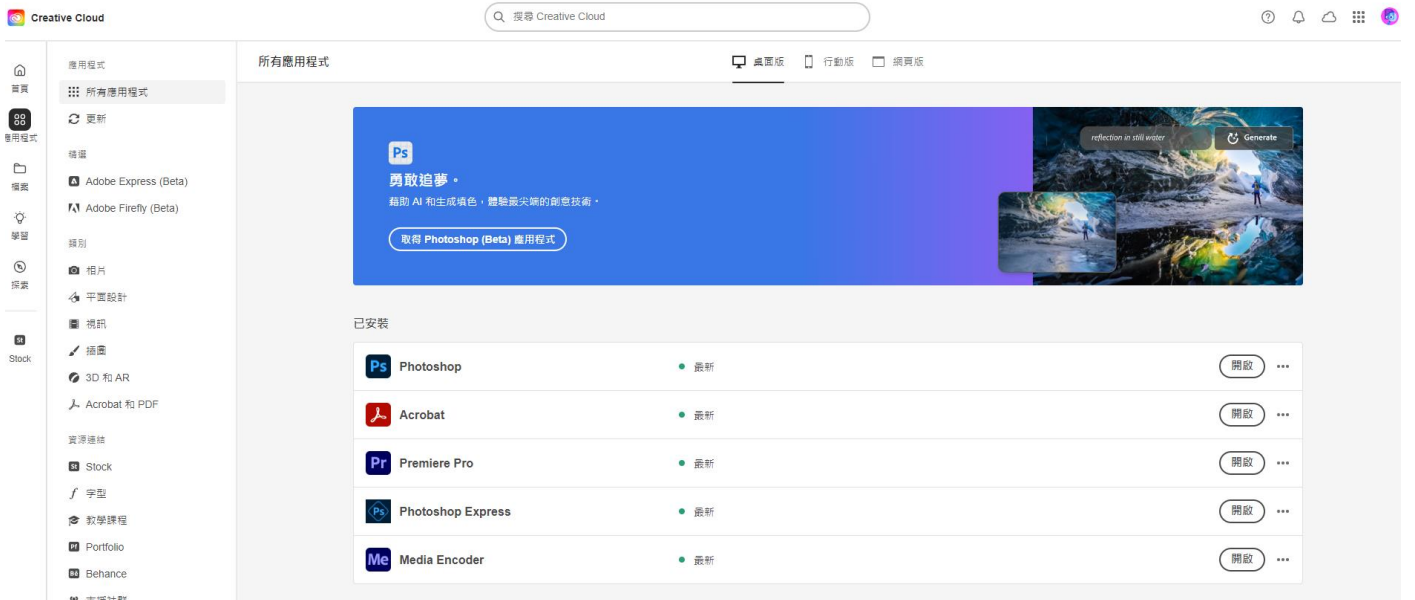 Creative Cloud
搜尋 Creative Cloud
首頁
應用程式
檔案
學習
探索
St
Stock
應用程式
所有應用程式
更新
精選
Adobe Express (Beta)
Adobe Firefly (Beta)
類別
相片
平面設計
視訊
插圖
3D 和 AR
Acrobat 和 PDF
資源連結
St Stock
字型
教學課程
Pf Portfolio
Bē Behance
所有應用程式
桌面版 行動版 網頁版
Ps
勇敢追夢。
藉助 AI 和生成填色，體驗最尖端的創意技術。
取得 Photoshop (Beta) 應用程式
reflection in still water Generate
已安裝
Ps Photoshop 最新 開啟
Acrobat 最新 開啟
Pr Premiere Pro 最新 開啟
Ps Photoshop Express 最新 開啟
Me Media Encoder 最新 開啟